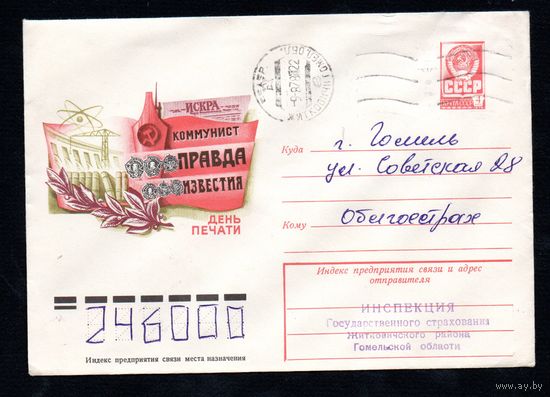 ИСКРА
КОММУНИСТ
ПРАВДА
ИЗВЕСТИЯ
ДЕНЬ
ПЕЧАТИ
СССР
Куда г. Гомель
ул. Советская 28
Кому Облгосстрах
Индекс предприятия связи и адрес
отправителя
ИНСПЕКЦИЯ
Государственного страхования
Житковичского района
Гомельской области
246000
Индекс предприятия связи места назначения
ay.by